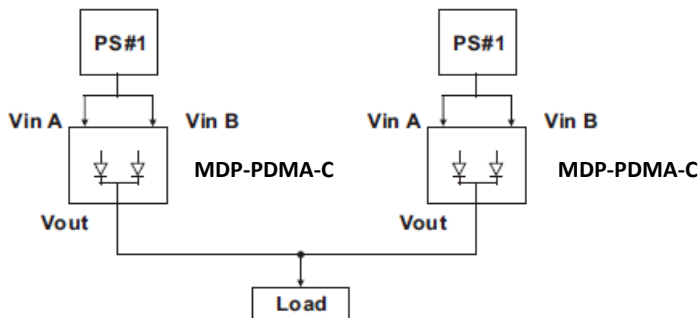 PS#1
PS#1
Vin A
Vin B
Vin A
Vin B
MDP-PDMA-C
MDP-PDMA-C
Vout
Vout
Load